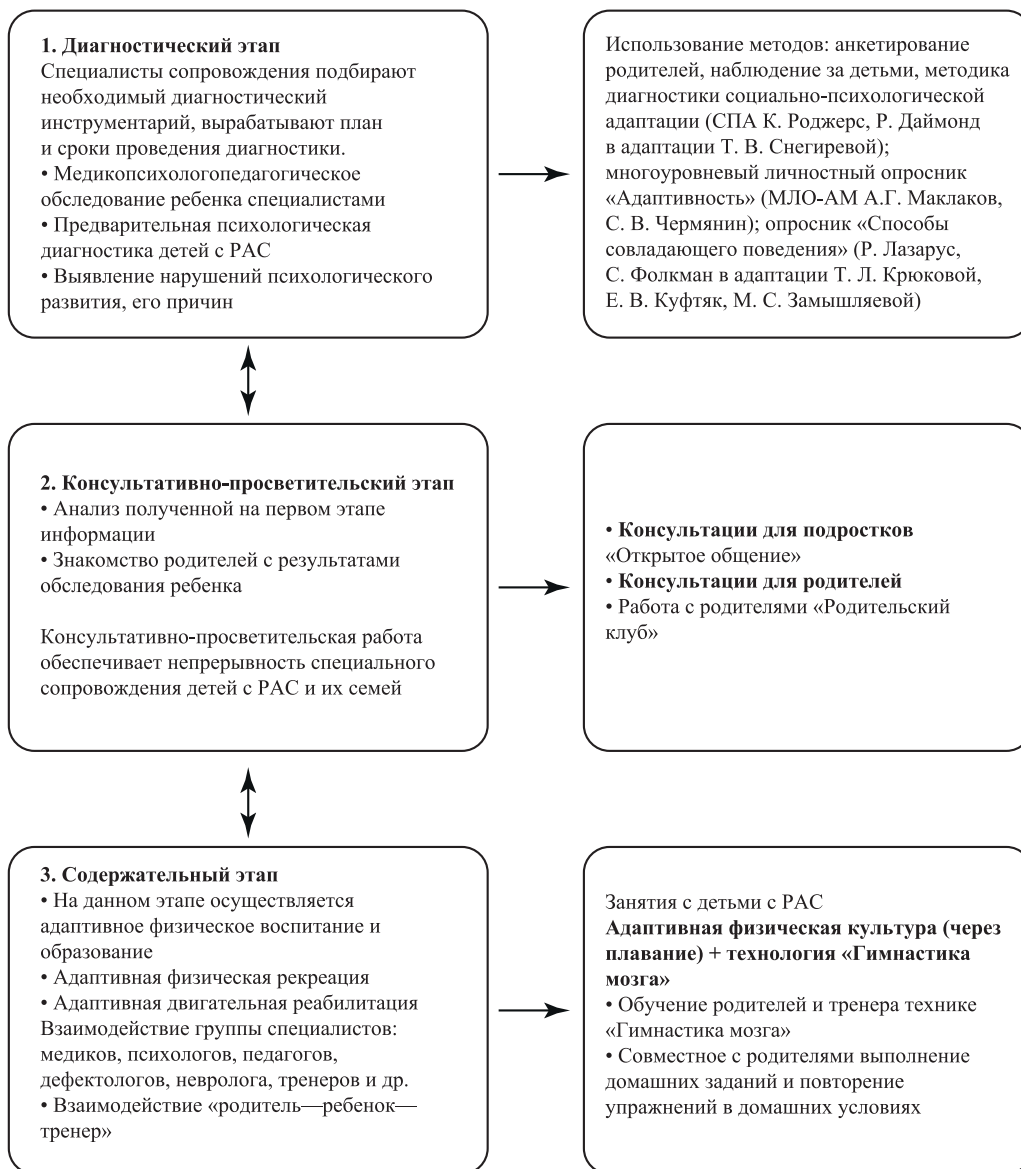 1. Диагностический этап
Специалисты сопровождения подбирают
необходимый диагностический
инструментарий, вырабатывают план
и сроки проведения диагностики.
• Медикопсихологопедагогическое
обследование ребенка специалистами
• Предварительная психологическая
диагностика детей с РАС
• Выявление нарушений психологического
развития, его причин
Использование методов: анкетирование
родителей, наблюдение за детьми, методика
диагностики социально-психологической
адаптации (СПА К. Роджерс, Р. Даймонд
в адаптации Т. В. Снегиревой);
многоуровневый личностный опросник
«Адаптивность» (МЛО-АМ А.Г. Маклаков,
С. В. Чермянин); опросник «Способы
совладающего поведения» (Р. Лазарус,
С. Фолкман в адаптации Т. Л. Крюковой,
Е. В. Куфтяк, М. С. Замышляевой)
2. Консультативно-просветительский этап
• Анализ полученной на первом этапе
информации
• Знакомство родителей с результатами
обследования ребенка
Консультативно-просветительская работа
обеспечивает непрерывность специального
сопровождения детей с РАС и их семей
• Консультации для подростков
«Открытое общение»
• Консультации для родителей
• Работа с родителями «Родительский
клуб»
3. Содержательный этап
• На данном этапе осуществляется
адаптивное физическое воспитание и
образование
• Адаптивная физическая рекреация
• Адаптивная двигательная реабилитация
Взаимодействие группы специалистов:
медиков, психологов, педагогов,
дефектологов, невролога, тренеров и др.
• Взаимодействие «родитель—ребенок—
тренер»
Занятия с детьми с РАС
Адаптивная физическая культура (через
плавание) + технология «Гимнастика
мозга»
• Обучение родителей и тренера технике
«Гимнастика мозга»
• Совместное с родителями выполнение
домашних заданий и повторение
упражнений в домашних условиях